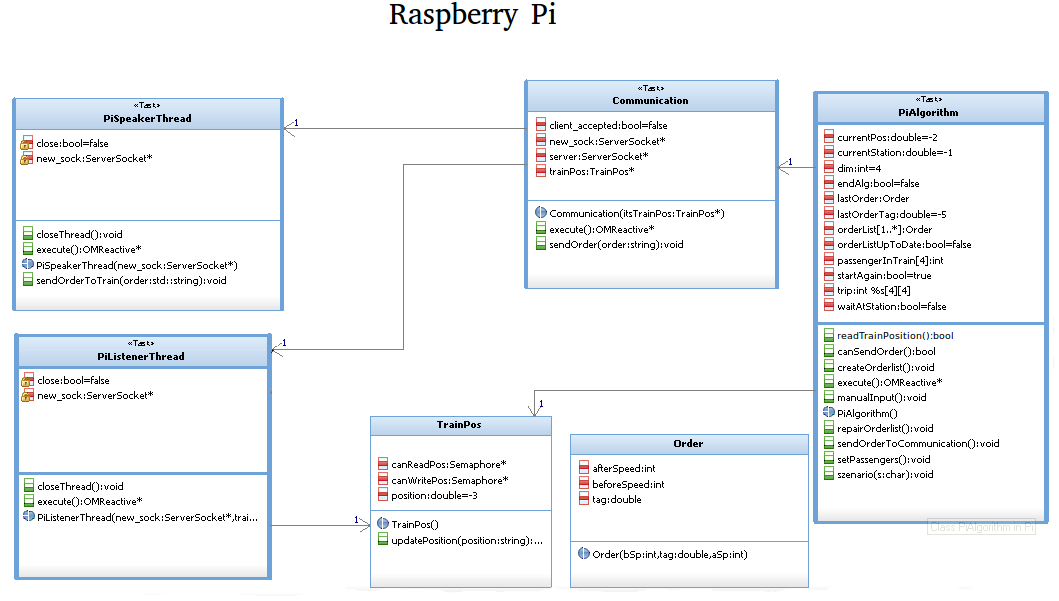 Raspberry Pi
«Task»
PiSpeakerThread
close:bool=false
new_sock:ServerSocket*
closeThread():void
execute():OMReactive*
PiSpeakerThread(new_sock:ServerSocket*)
sendOrderToTrain(order:std::string):void
1
«Task»
Communication
client_accepted:bool=false
new_sock:ServerSocket*
server:ServerSocket*
trainPos:TrainPos*
Communication(itsTrainPos:TrainPos*)
execute():OMReactive*
sendOrder(order:string):void
1
«Task»
PiAlgorithm
currentPos:double=-2
currentStation:double=-1
dim:int=4
endAlg:bool=false
lastOrder:Order
lastOrderTag:double=-5
orderList[1..*]:Order
orderListUpToDate:bool=false
passengerInTrain[4]:int
startAgain:bool=true
trip:int %s[4][4]
waitAtStation:bool=false
readTrainPosition():bool
canSendOrder():bool
createOrderlist():void
execute():OMReactive*
manualInput():void
PiAlgorithm()
repairOrderlist():void
sendOrderToCommunication():void
setPassengers():void
szenario(s:char):void
Class PiAlgorithm in Pi
«Task»
PiListenerThread
close:bool=false
new_sock:ServerSocket*
closeThread():void
execute():OMReactive*
PiListenerThread(new_sock:ServerSocket*,trai...
1
1
TrainPos
canReadPos:Semaphore*
canWritePos:Semaphore*
position:double=-3
TrainPos()
updatePosition(position:string):...
1
Order
afterSpeed:int
beforeSpeed:int
tag:double
Order(bSp:int,tag:double,aSp:int)